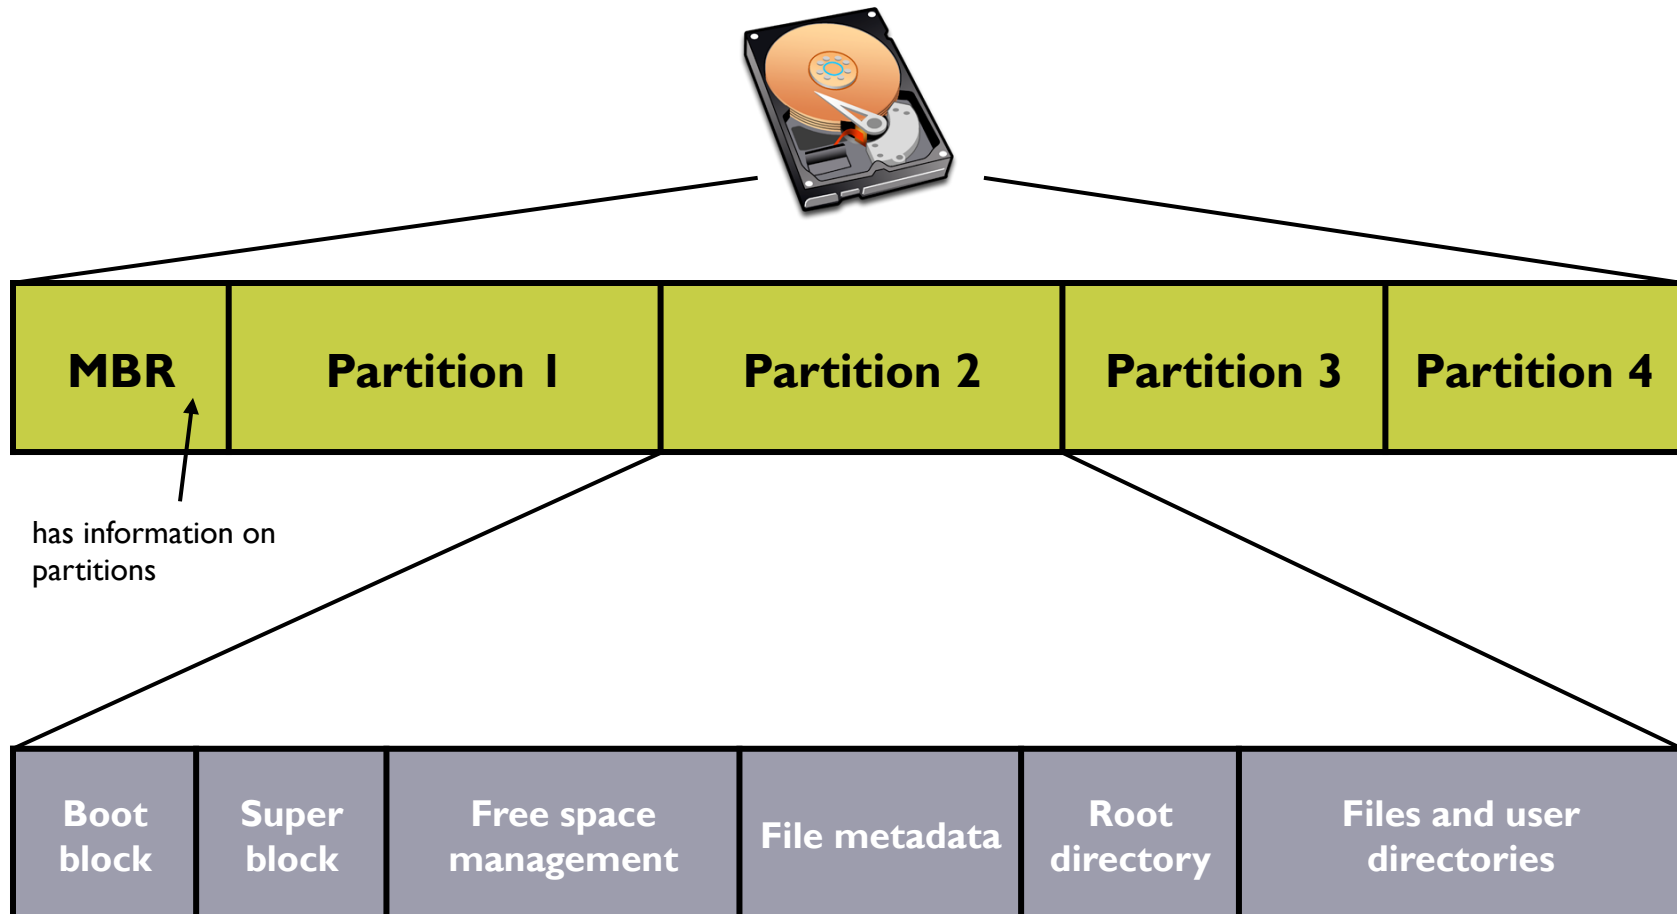 MBR
Partition 1
Partition 2
Partition 3
Partition 4
has information on
partitions
Boot
block
Super
block
Free space
management
File metadata
Root
directory
Files and user
directories